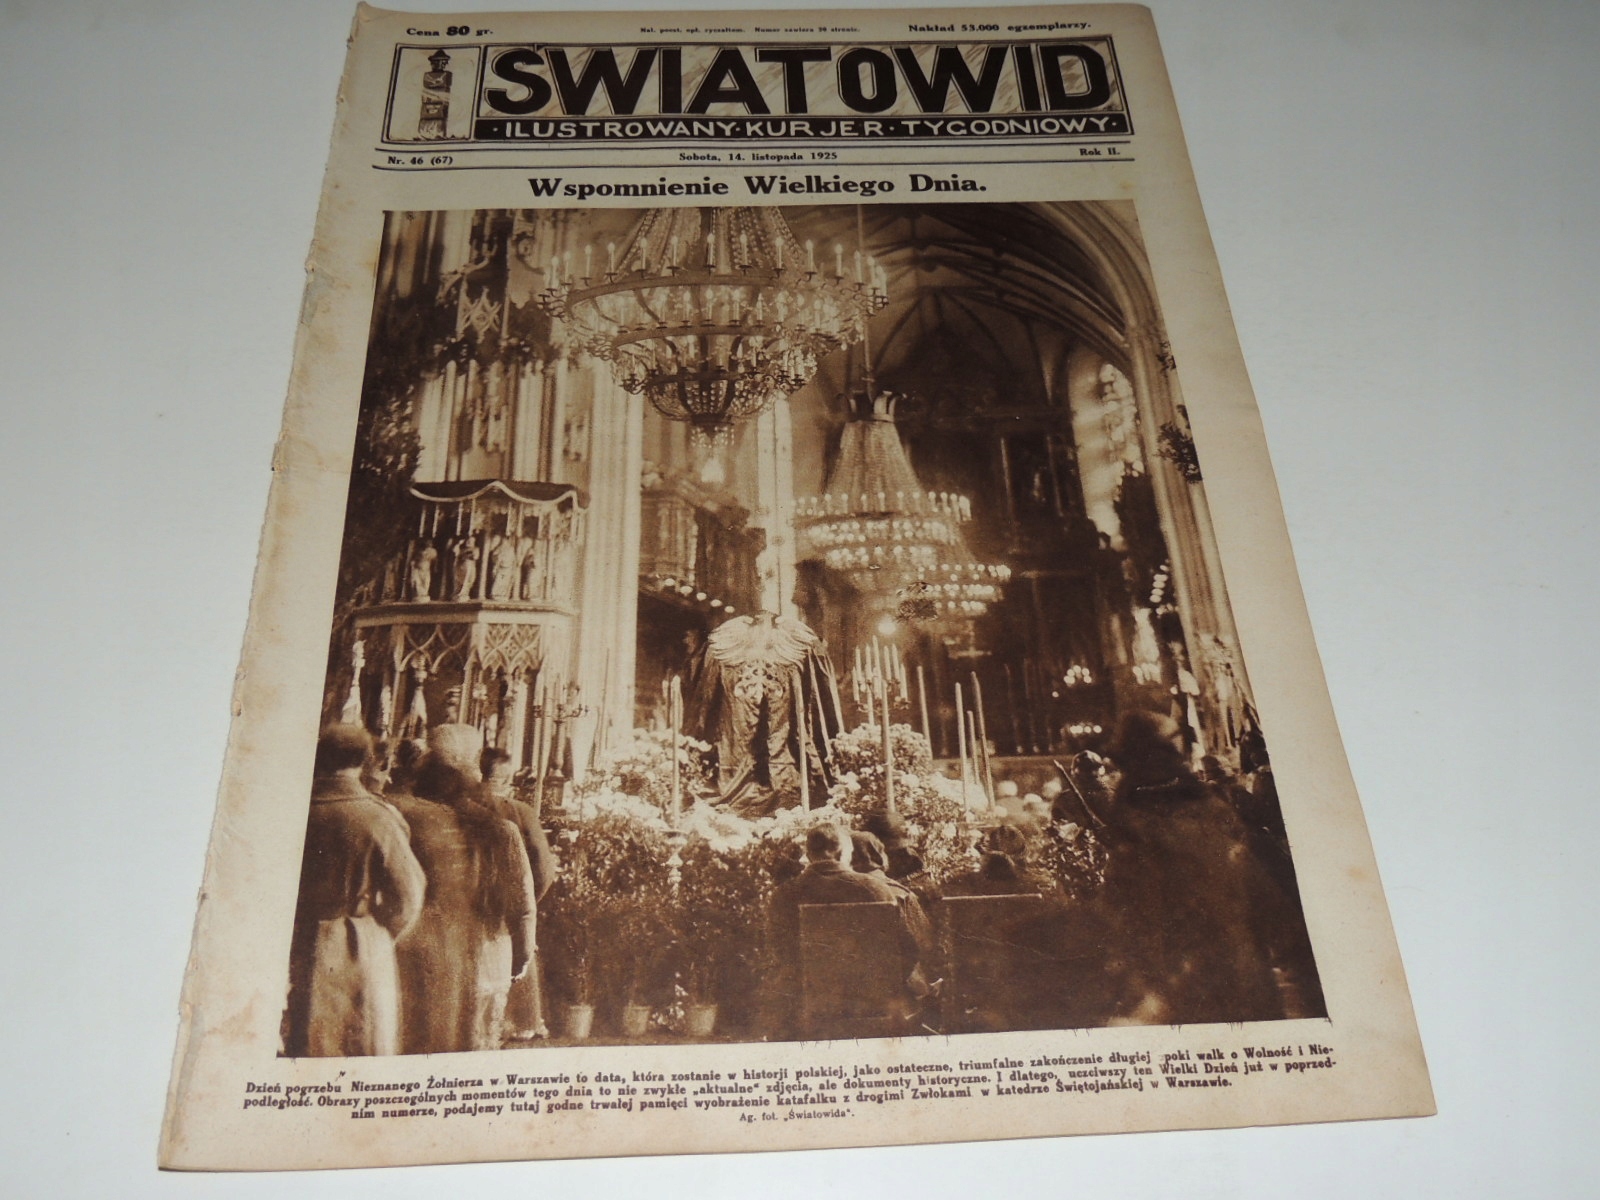 Cena 80 gr.
Nal. poczt. opł. ryczałtem. Numer zawiera 20 stronic.
Nakład 53.000 egzemplarzy.
ŚWIATOWID
·ILUSTROWANY·KURJER·TYGODNIOWY·
Nr. 46 (67)
Sobota, 14. listopada 1925
Rok II.
Wspomnienie Wielkiego Dnia.
Dzień pogrzebu Nieznanego Żołnierza w Warszawie to data, która zostanie w historji polskiej, jako ostateczne, triumfalne zakończenie długiej poki walk o Wolność i Nie-
podległość. Obrazy poszczególnych momentów tego dnia to nie zwykłe „aktualne" zdjęcia, ale dokumenty historyczne. I dlatego, uczciwszy ten Wielki Dzień już w poprzed-
nim numerze, podajemy tutaj godne trwałej pamięci wyobrażenie katafalku z drogimi Zwłokami w katedrze Świętojańskiej w Warszawie.
Ag. fot. „Światowida".